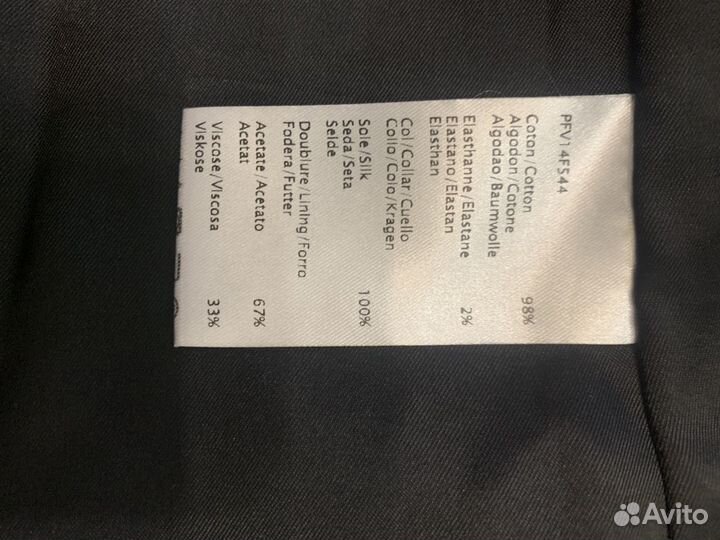 PFV14F544
Coton/Cotton 98%
Algodon/Cotone
Algodao/Baumwolle
Elasthanne/Elastane 2%
Elastano/Elastan
Elasthan
Col/Collar/Cuello
Collo/Colo/Kragen
Soie/Silk 100%
Seda/Seta
Seide
Doublure/Lining/Forro
Fodera/Futter
Acetate/Acetato 67%
Acetat
Viscose/Viscosa 33%
Viskose
Avito